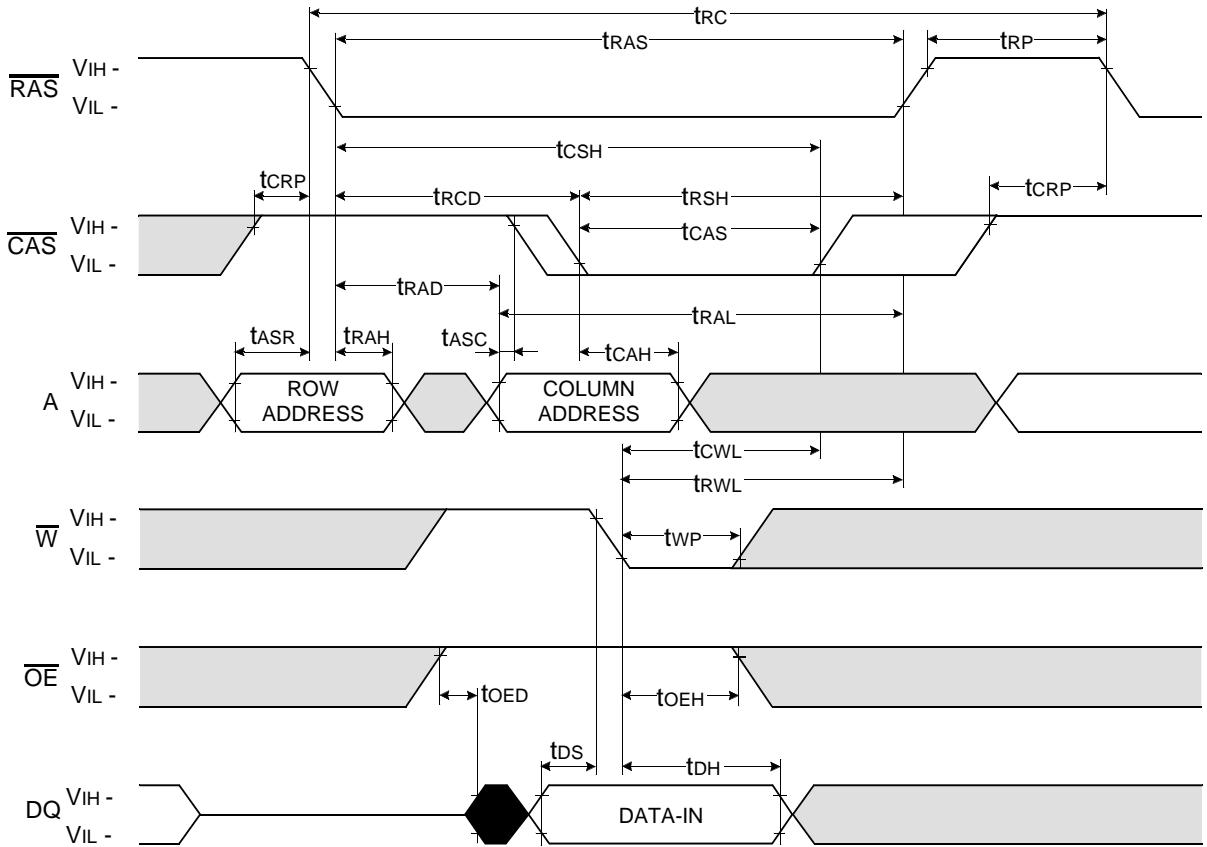 tRC
tRAS
tRP
RAS
VIH -
VIL -
tCSH
tCRP
tRCD
tRSH
tCRP
CAS
VIH -
VIL -
tCAS
tRAD
tRAL
tASR
tRAH
tASC
tCAH
A
VIH -
VIL -
ROW
ADDRESS
COLUMN
ADDRESS
tCWL
tRWL
W
VIH -
VIL -
tWP
OE
VIH -
VIL -
tOED
tOEH
tDS
tDH
DQ
VIH -
VIL -
DATA-IN